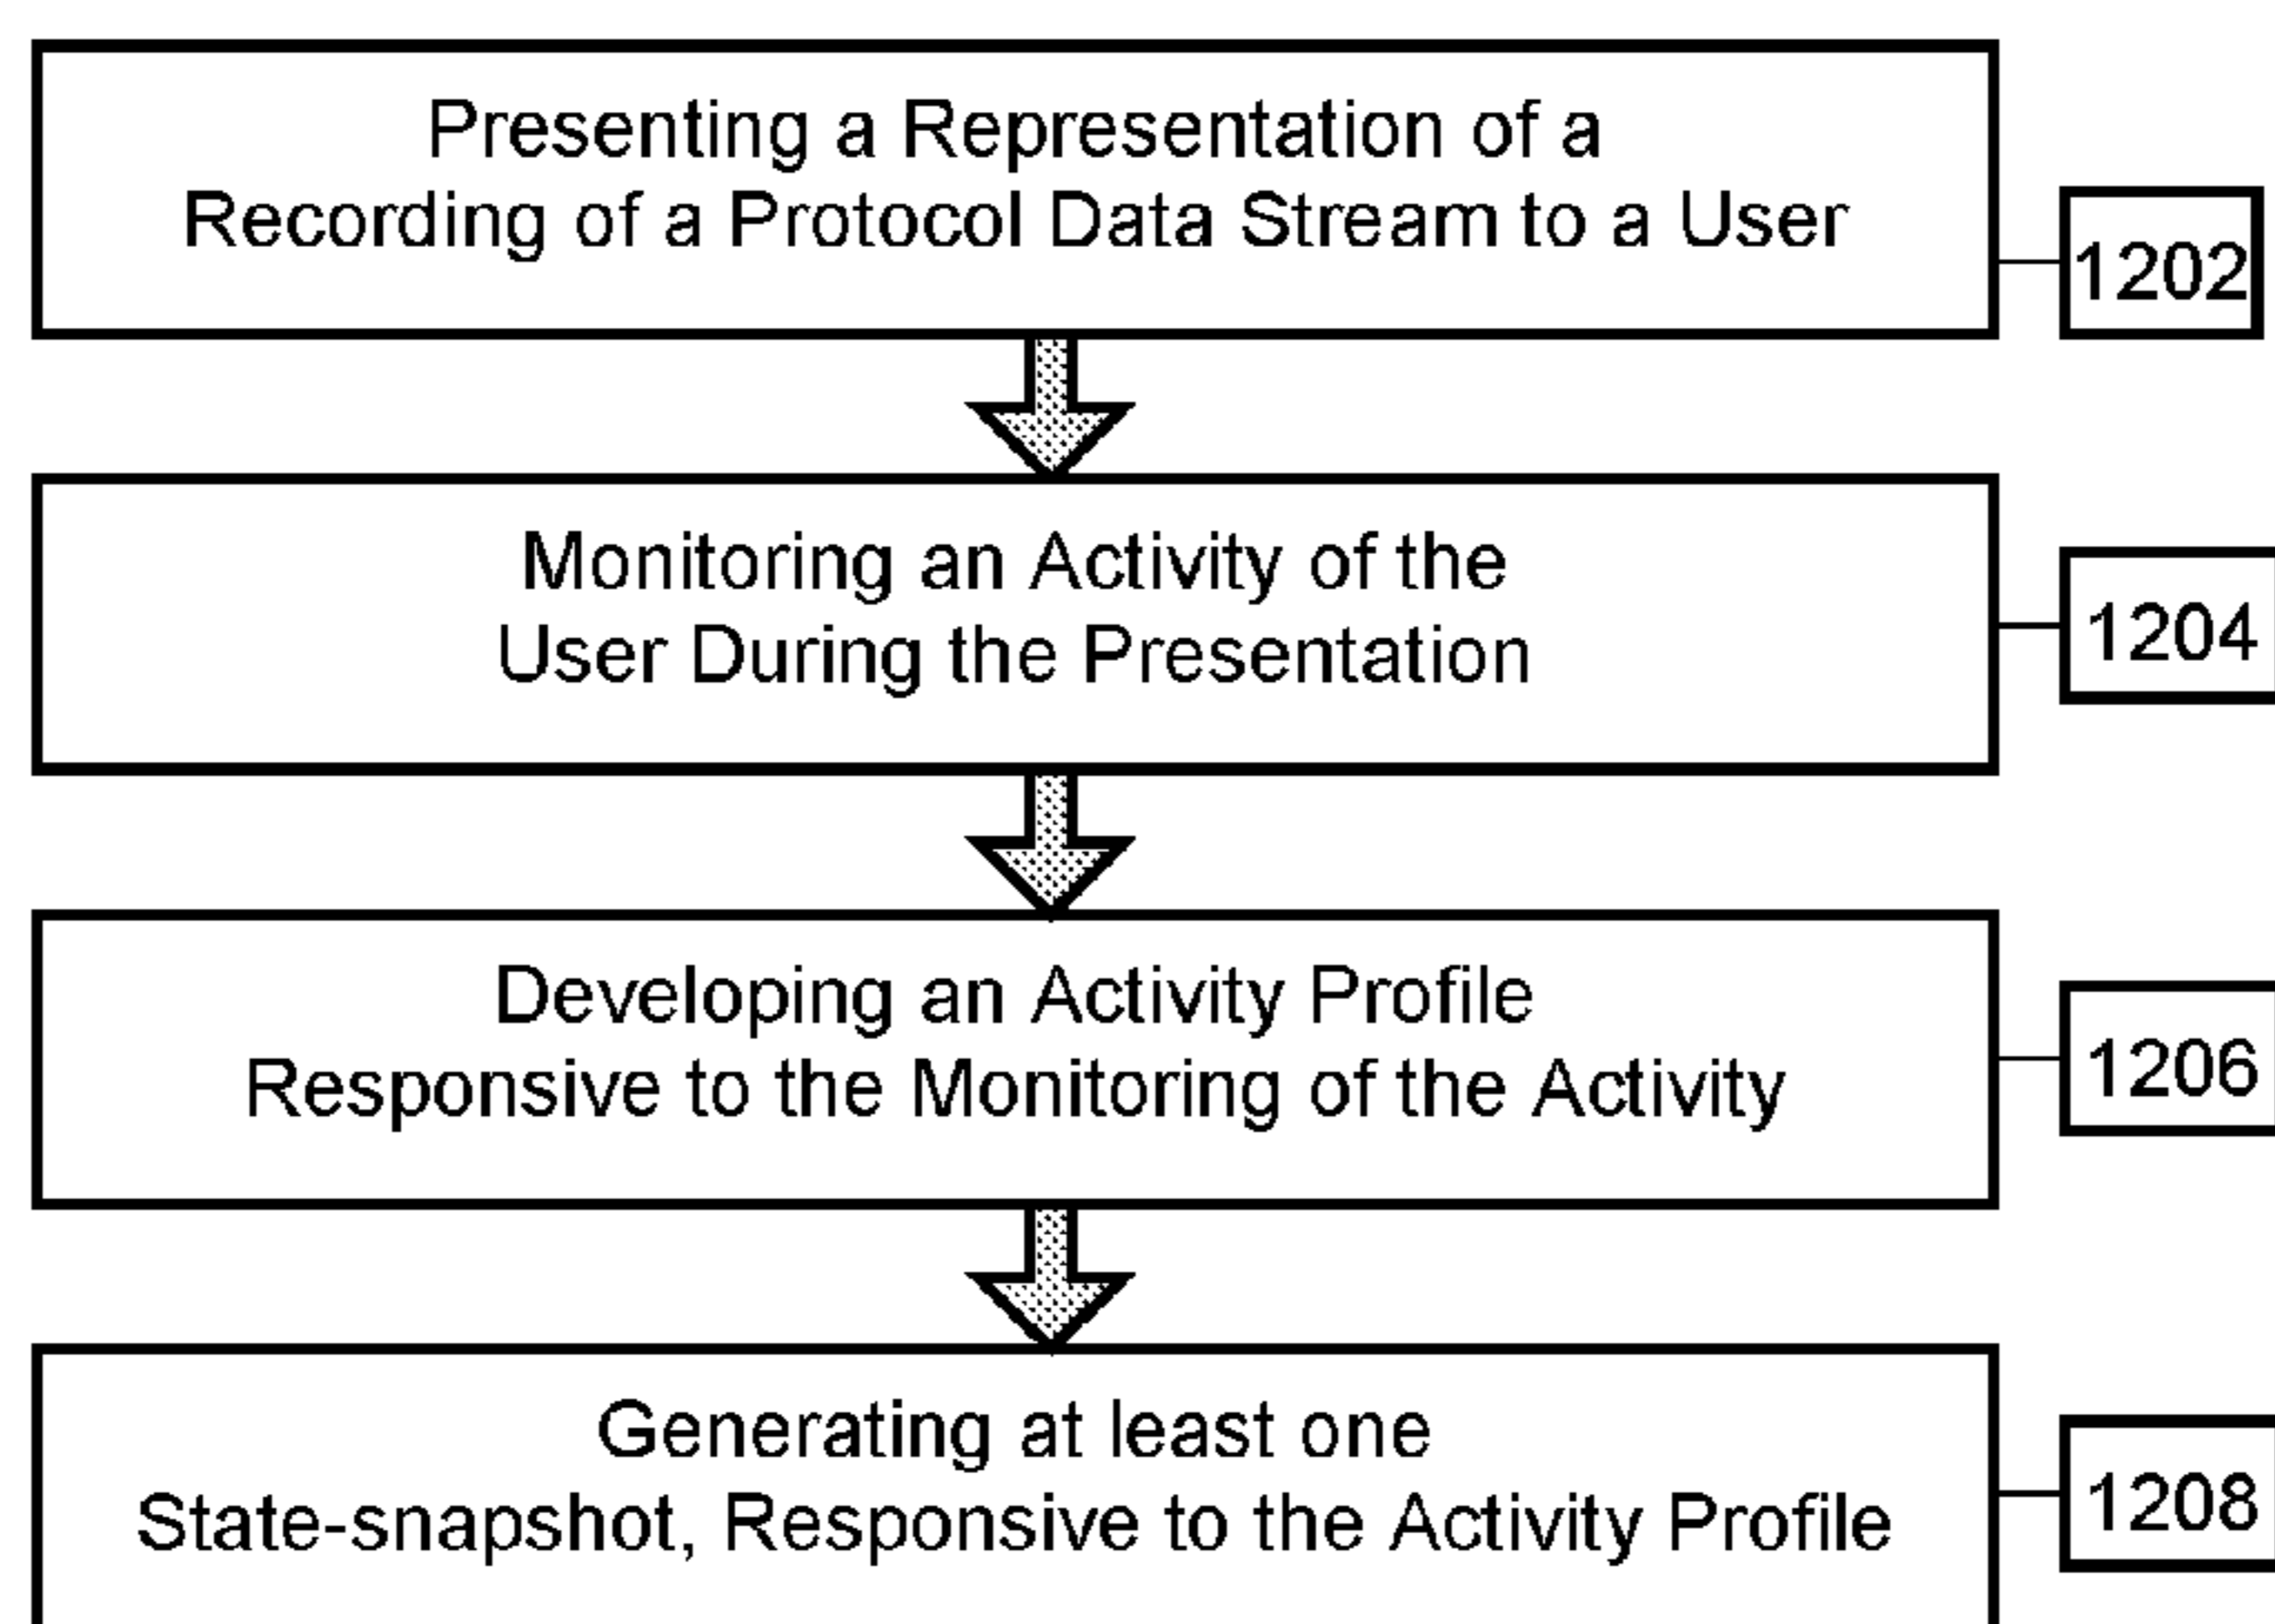 Presenting a Representation of a
Recording of a Protocol Data Stream to a User
1202
Monitoring an Activity of the
User During the Presentation
1204
Developing an Activity Profile
Responsive to the Monitoring of the Activity
1206
Generating at least one
State-snapshot, Responsive to the Activity Profile
1208